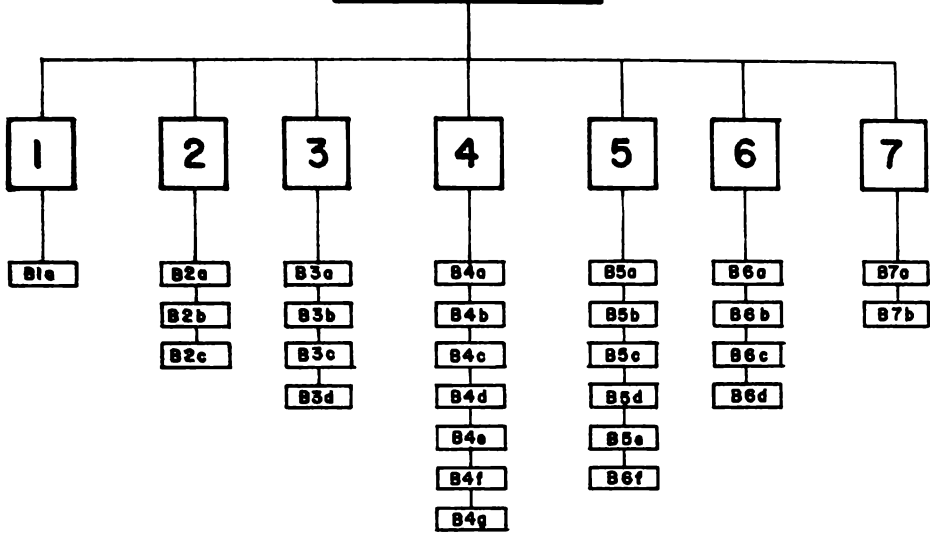 1 2 3 4 5 6 7
B1a B2a B3a B4a B5a B6a B7a
B2b B3b B4b B5b B6b B7b
B2c B3c B4c B5c B6c
B3d B4d B5d B6d
B4e B5e
B4f B6f
B4g